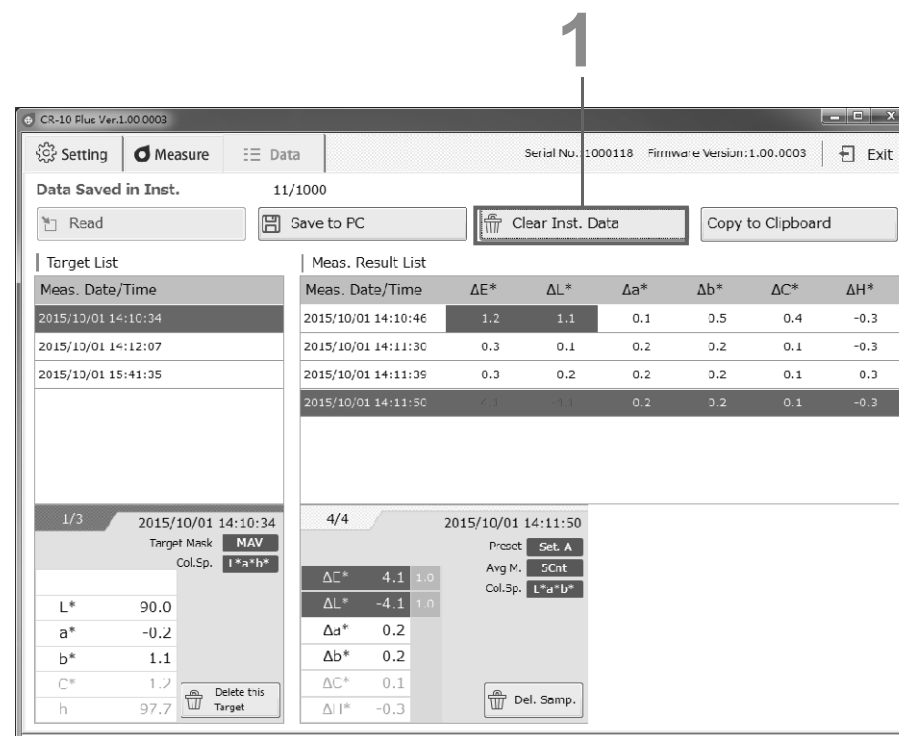 1
CR-10 Plus Ver.1.00.0003
Setting Measure Data Serial No.:1000118 Firmware Version:1.00.0003 Exit
Data Saved in Inst. 11/1000
Read Save to PC Clear Inst. Data Copy to Clipboard
Target List Meas. Result List
Meas. Date/Time Meas. Date/Time ΔE* ΔL* Δa* Δb* ΔC* ΔH*
2015/10/01 14:10:34 2015/10/01 14:10:46 1.2 1.1 0.1 0.5 0.4 -0.3
2015/10/01 14:12:07 2015/10/01 14:11:30 0.3 0.1 0.2 0.2 0.1 -0.3
2015/10/01 15:41:35 2015/10/01 14:11:39 0.3 0.2 0.2 0.2 0.1 0.3
2015/10/01 14:11:50 4.1 -4.1 0.2 0.2 0.1 -0.3
1/3 2015/10/01 14:10:34
Target Mask MAV
Col.Sp. L*a*b*
L* 90.0
a* -0.2
b* 1.1
C* 1.2
h 97.7
Delete this
Target
4/4 2015/10/01 14:11:50
Preset Set. A
Avg M. 5Cnt
Col.Sp. L*a*b*
ΔE* 4.1 1.0
ΔL* -4.1 1.0
Δa* 0.2
Δb* 0.2
ΔC* 0.1
ΔH* -0.3
Del. Samp.